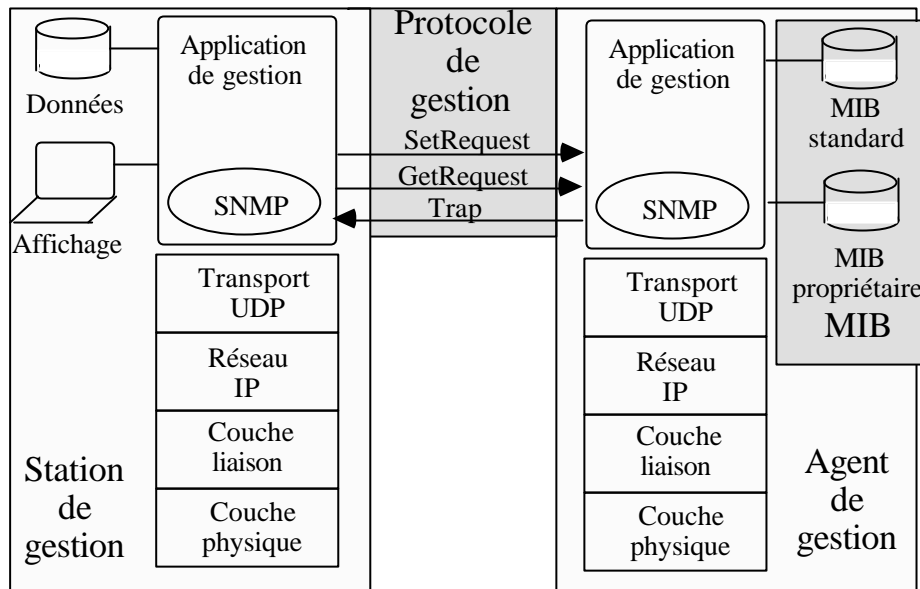 Données
Affichage
Application
de gestion
SNMP
Transport
UDP
Réseau
IP
Couche
liaison
Couche
physique
Station
de
gestion
Protocole
de
gestion
SetRequest
GetRequest
Trap
Application
de gestion
SNMP
Transport
UDP
Réseau
IP
Couche
liaison
Couche
physique
MIB
standard
MIB
propriétaire
MIB
Agent
de
gestion